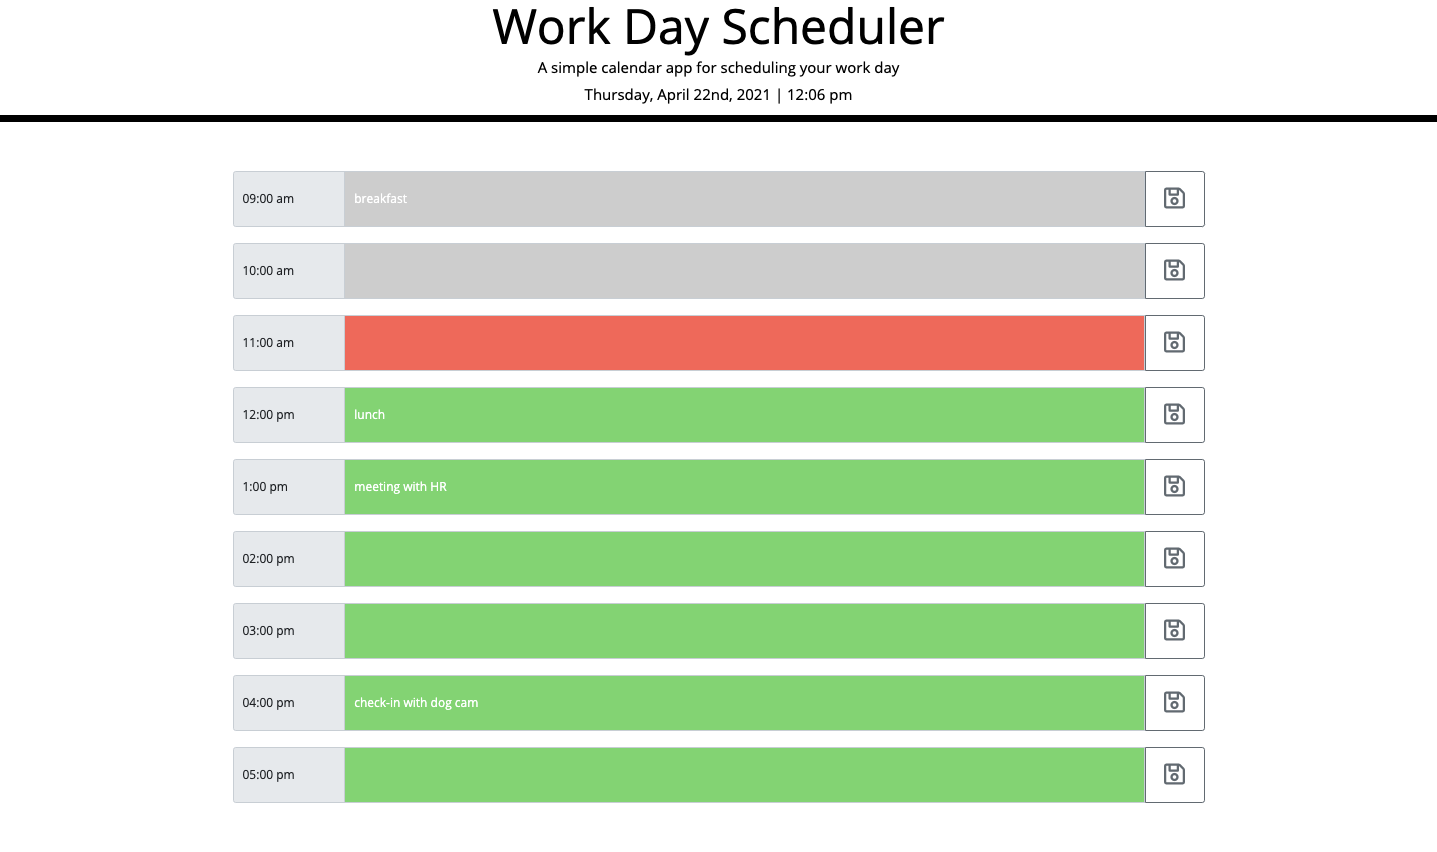 Work Day Scheduler
A simple calendar app for scheduling your work day
Thursday, April 22nd, 2021 | 12:06 pm
09:00 am breakfast
10:00 am
11:00 am
12:00 pm lunch
1:00 pm meeting with HR
02:00 pm
03:00 pm
04:00 pm check-in with dog cam
05:00 pm